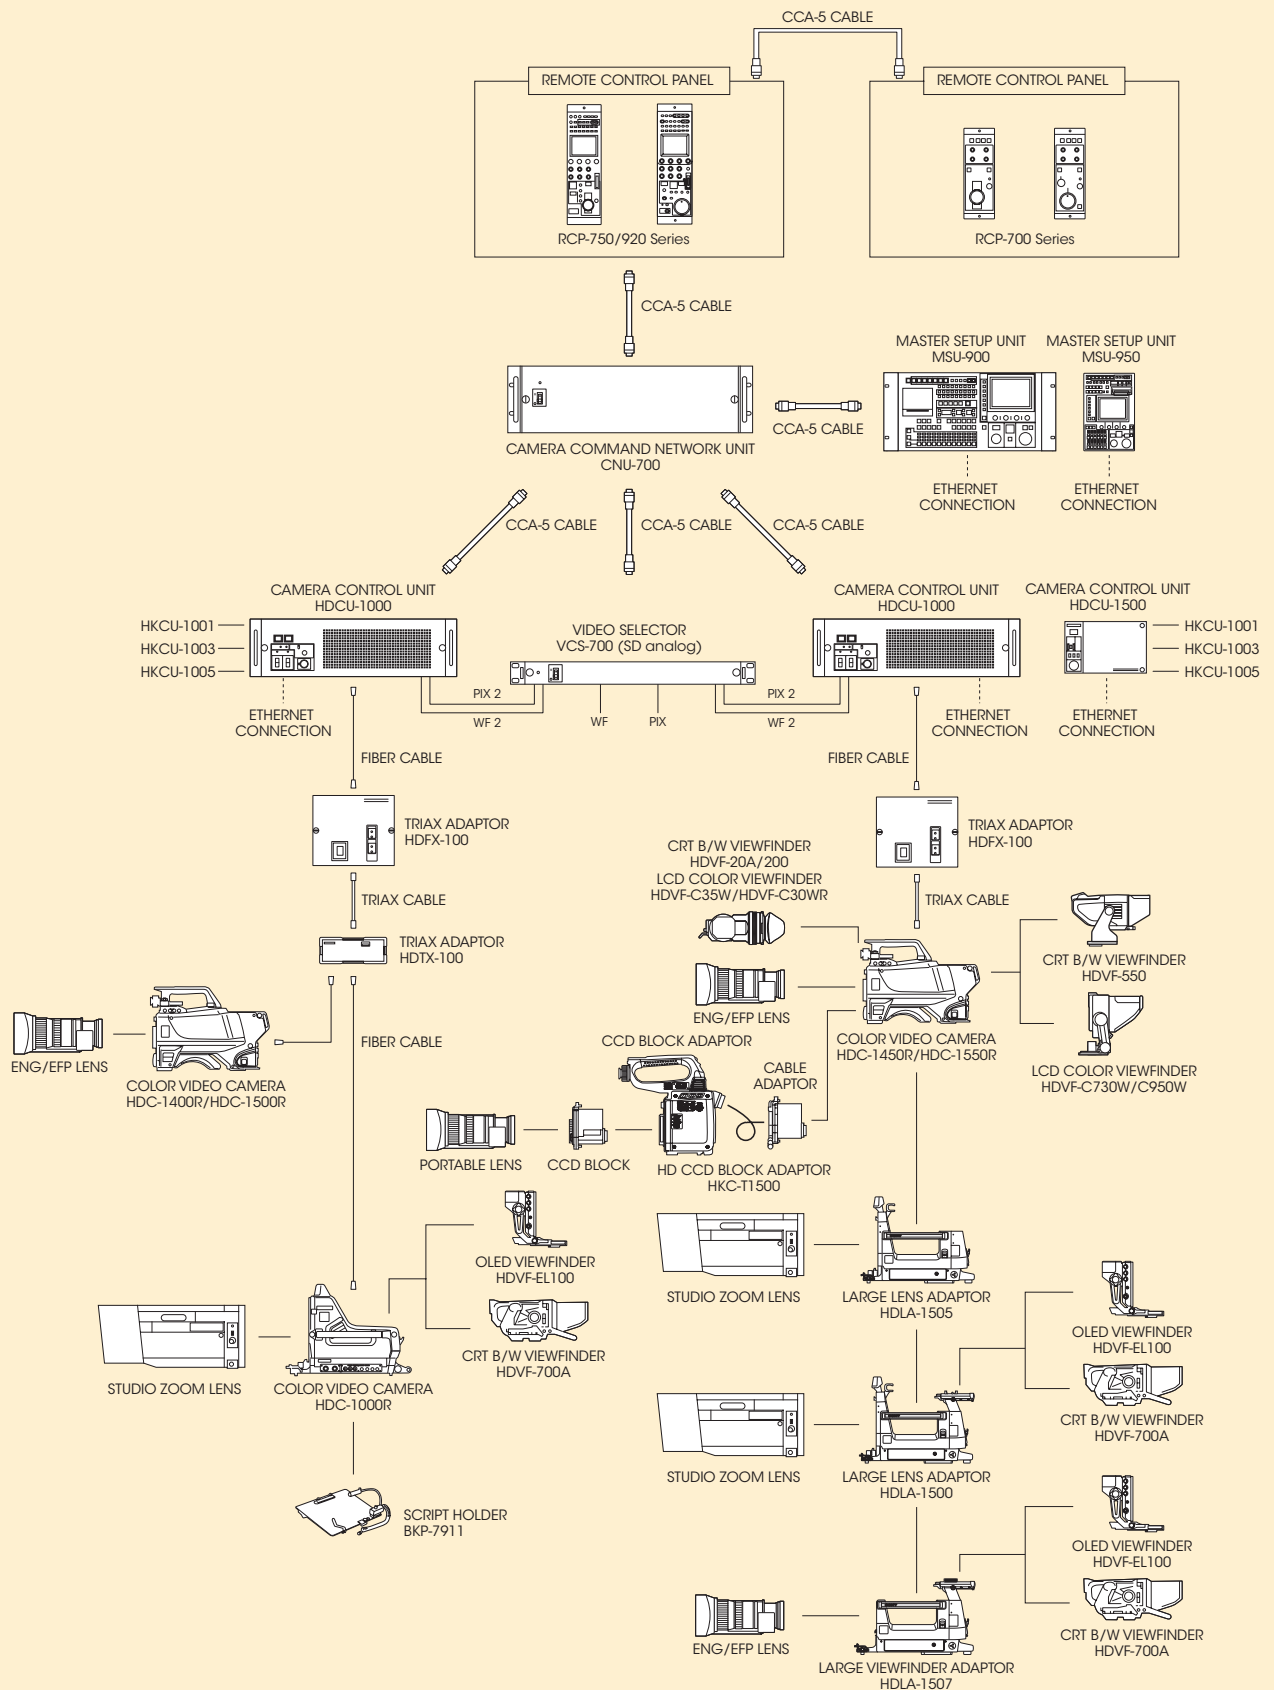 CCA-5 CABLE
REMOTE CONTROL PANEL
REMOTE CONTROL PANEL
RCP-750/920 Series
RCP-700 Series
CCA-5 CABLE
MASTER SETUP UNIT
MSU-900
MASTER SETUP UNIT
MSU-950
CCA-5 CABLE
CAMERA COMMAND NETWORK UNIT
CNU-700
ETHERNET
CONNECTION
ETHERNET
CONNECTION
CCA-5 CABLE
CCA-5 CABLE
CCA-5 CABLE
CAMERA CONTROL UNIT
HDCU-1000
CAMERA CONTROL UNIT
HDCU-1000
CAMERA CONTROL UNIT
HDCU-1500
HKCU-1001
HKCU-1003
HKCU-1005
VIDEO SELECTOR
VCS-700 (SD analog)
HKCU-1001
HKCU-1003
HKCU-1005
PIX 2
WF 2
WF
PIX
PIX 2
WF 2
ETHERNET
CONNECTION
ETHERNET
CONNECTION
ETHERNET
CONNECTION
FIBER CABLE
FIBER CABLE
TRIAX ADAPTOR
HDFX-100
TRIAX ADAPTOR
HDFX-100
CRT B/W VIEWFINDER
HDVF-20A/200
LCD COLOR VIEWFINDER
HDVF-C35W/HDVF-C30WR
TRIAX CABLE
TRIAX CABLE
TRIAX ADAPTOR
HDTX-100
CRT B/W VIEWFINDER
HDVF-550
ENG/EFP LENS
COLOR VIDEO CAMERA
HDC-1450R/HDC-1550R
FIBER CABLE
CCD BLOCK ADAPTOR
CABLE
ADAPTOR
ENG/EFP LENS
COLOR VIDEO CAMERA
HDC-1400R/HDC-1500R
LCD COLOR VIEWFINDER
HDVF-C730W/C950W
PORTABLE LENS
CCD BLOCK
HD CCD BLOCK ADAPTOR
HKC-T1500
OLED VIEWFINDER
HDVF-EL100
STUDIO ZOOM LENS
LARGE LENS ADAPTOR
HDLA-1505
OLED VIEWFINDER
HDVF-EL100
CRT B/W VIEWFINDER
HDVF-700A
STUDIO ZOOM LENS
COLOR VIDEO CAMERA
HDC-1000R
CRT B/W VIEWFINDER
HDVF-700A
STUDIO ZOOM LENS
LARGE LENS ADAPTOR
HDLA-1500
SCRIPT HOLDER
BKP-7911
OLED VIEWFINDER
HDVF-EL100
CRT B/W VIEWFINDER
HDVF-700A
ENG/EFP LENS
LARGE VIEWFINDER ADAPTOR
HDLA-1507